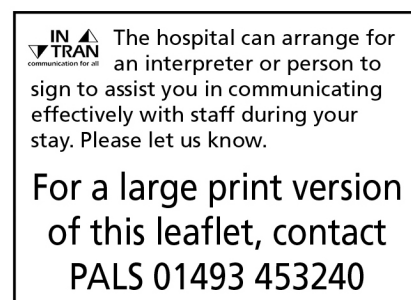 IN
TRAN
communication for all
The hospital can arrange for
an interpreter or person to
sign to assist you in communicating
effectively with staff during your
stay. Please let us know.
For a large print version
of this leaflet, contact
PALS 01493 453240